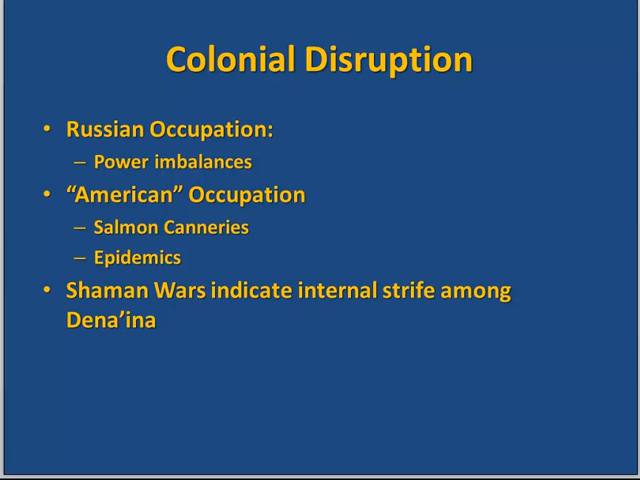 Colonial Disruption
• Russian Occupation:
– Power imbalances
• “American” Occupation
– Salmon Canneries
– Epidemics
• Shaman Wars indicate internal strife among
Dena’ina